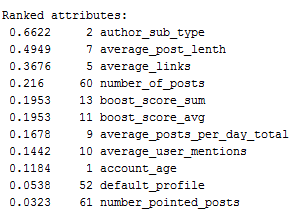 Ranked attributes:
0.6622 2 author_sub_type
0.4949 7 average_post_lenth
0.3676 5 average_links
0.216 60 number_of_posts
0.1953 13 boost_score_sum
0.1953 11 boost_score_avg
0.1678 9 average_posts_per_day_total
0.1442 10 average_user_mentions
0.1184 1 account_age
0.0538 52 default_profile
0.0323 61 number_pointed_posts